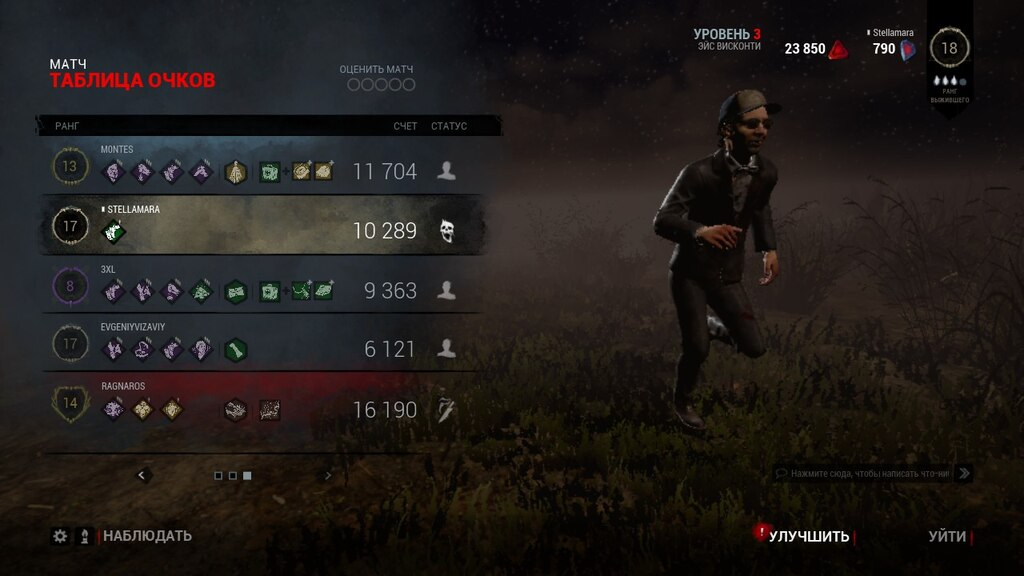 МАТЧ
ТАБЛИЦА ОЧКОВ
ОЦЕНИТЬ МАТЧ
УРОВЕНЬ 3
ЭЙС ВИСКОНТИ
23 850
Stellamara
790
18
РАНГ
ВЫЖИВШЕГО
РАНГ СЧЕТ СТАТУС
13 MONTES 11 704
17 STELLAMARA 10 289
8 3XL 9 363
17 EVGENIYVIZAVIY 6 121
14 RAGNAROS 16 190
Нажмите сюда, чтобы написать что-ни
НАБЛЮДАТЬ
УЛУЧШИТЬ
УЙТИ